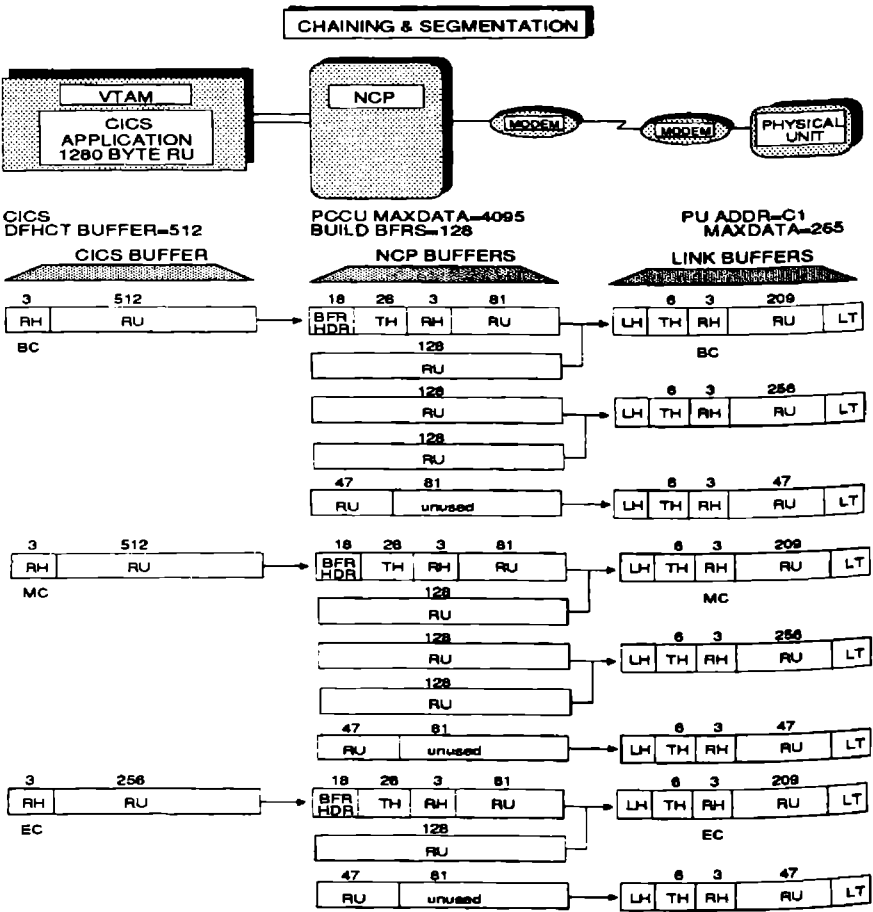 CHAINING & SEGMENTATION
VTAM
CICS
APPLICATION
1280 BYTE RU
NCP
MODEM
MODEM
PHYSICAL
UNIT
CICS
DFHCT BUFFER=512
PCCU MAXDATA=4095
BUILD BFRS=128
PU ADDR=C1
MAXDATA=265
CICS BUFFER
NCP BUFFERS
LINK BUFFERS
3 512
RH RU
BC
18 26 3 81
BFR HDR TH RH RU
128
RU
6 3 209
LH TH RH RU LT
BC
128
RU
128
RU
6 3 256
LH TH RH RU LT
47 81
RU unused
6 3 47
LH TH RH RU LT
3 512
RH RU
MC
18 26 3 81
BFR HDR TH RH RU
128
RU
6 3 209
LH TH RH RU LT
MC
128
RU
128
RU
6 3 256
LH TH RH RU LT
47 81
RU unused
6 3 47
LH TH RH RU LT
3 256
RH RU
EC
18 26 3 81
BFR HDR TH RH RU
128
RU
6 3 209
LH TH RH RU LT
EC
47 81
RU unused
6 3 47
LH TH RH RU LT